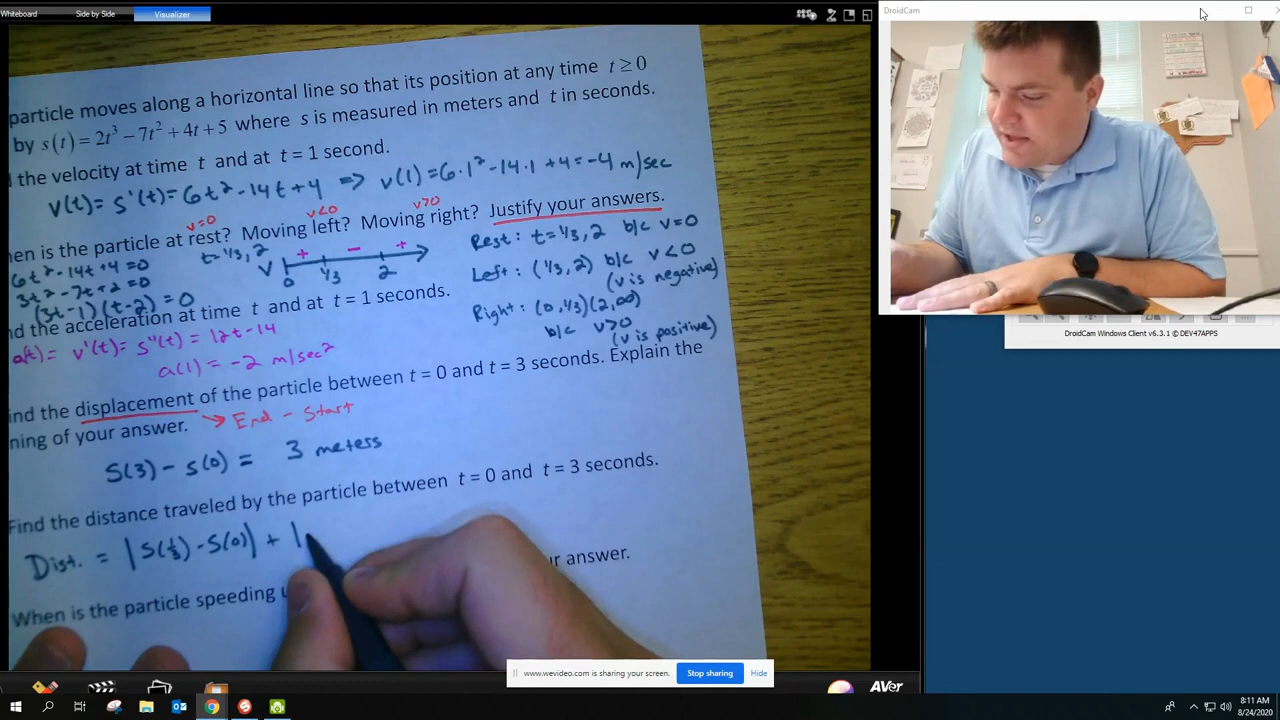 Whiteboard Side by Side Visualizer
DroidCam
particle moves along a horizontal line so that its position at any time t ≥ 0
by s(t) = 2t³ − 7t² + 4t + 5 where s is measured in meters and t in seconds.
the velocity at time t and at t = 1 second.
v(t) = s'(t) = 6t² - 14t + 4 ⇒ v(1) = 6·1² - 14·1 + 4 = -4 m/sec
v=0 v<0 v>0
en is the particle at rest? Moving left? Moving right? Justify your answers.
6t² - 14t + 4 = 0
3t² - 7t + 2 = 0
(3t - 1)(t - 2) = 0
t = 1/3, 2
V + − +
0 1/3 2
Rest: t = 1/3, 2 b/c v = 0
Left: (1/3, 2) b/c v < 0
(v is negative)
Right: (0, 1/3)(2, ∞)
b/c v>0
(v is positive)
nd the acceleration at time t and at t = 1 seconds.
a(t) = v'(t) = s''(t) = 12t - 14
a(1) = -2 m/sec²
ind the displacement of the particle between t = 0 and t = 3 seconds. Explain the
ning of your answer. → End - Start
S(3) - s(0) = 3 meters
Find the distance traveled by the particle between t = 0 and t = 3 seconds.
Dist. = |S(1/3) - S(0)| + |
ur answer.
When is the particle speeding u
DroidCam Windows Client v6.3.1 © DEV47APPS
www.wevideo.com is sharing your screen. Stop sharing Hide
AVer
8:11 AM
8/24/2020